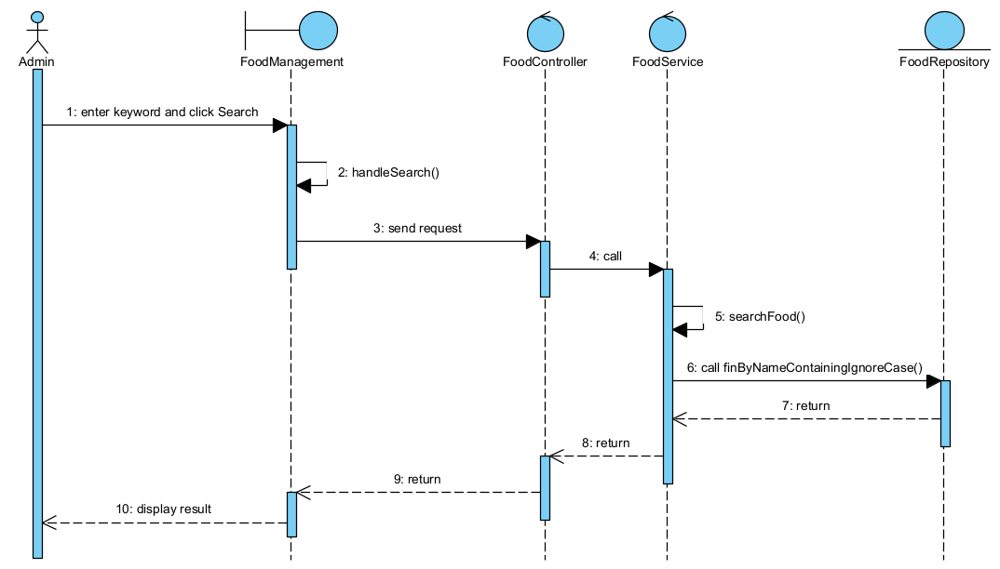 Admin
FoodManagement
FoodController
FoodService
FoodRepository
1: enter keyword and click Search
2: handleSearch()
3: send request
4: call
5: searchFood()
6: call finByNameContainingIgnoreCase()
7: return
8: return
9: return
10: display result